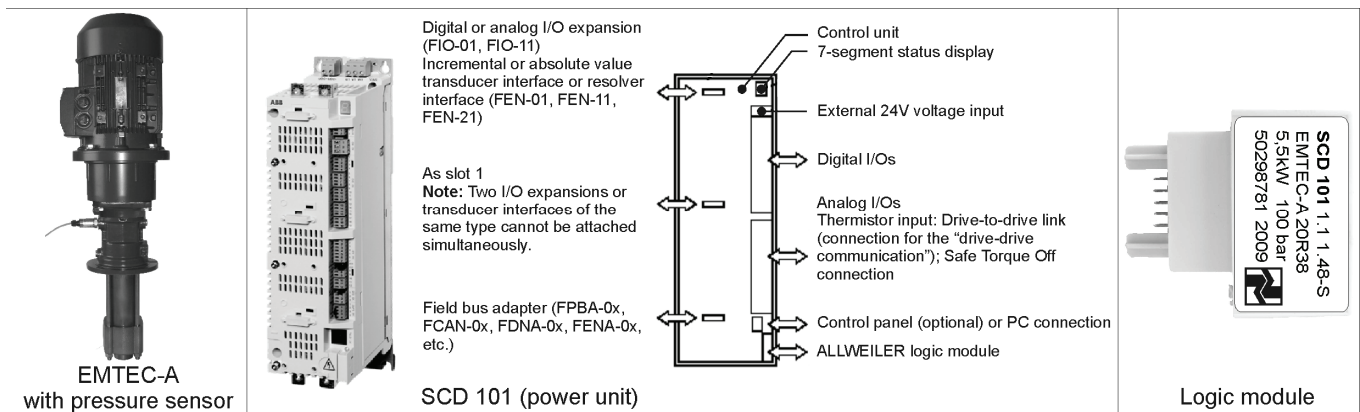 EMTEC-A
with pressure sensor
ABB
Digital or analog I/O expansion
(FIO-01, FIO-11)
Incremental or absolute value
transducer interface or resolver
interface (FEN-01, FEN-11,
FEN-21)
As slot 1
Note: Two I/O expansions or
transducer interfaces of the
same type cannot be attached
simultaneously.
Field bus adapter (FPBA-0x,
FCAN-0x, FDNA-0x, FENA-0x,
etc.)
Control unit
7-segment status display
External 24V voltage input
Digital I/Os
Analog I/Os
Thermistor input: Drive-to-drive link
(connection for the “drive-drive
communication”); Safe Torque Off
connection
Control panel (optional) or PC connection
ALLWEILER logic module
SCD 101 (power unit)
SCD 101 1.1 1.48-S
EMTEC-A 20R38
5,5kW 100 bar
50298781 2009
Logic module